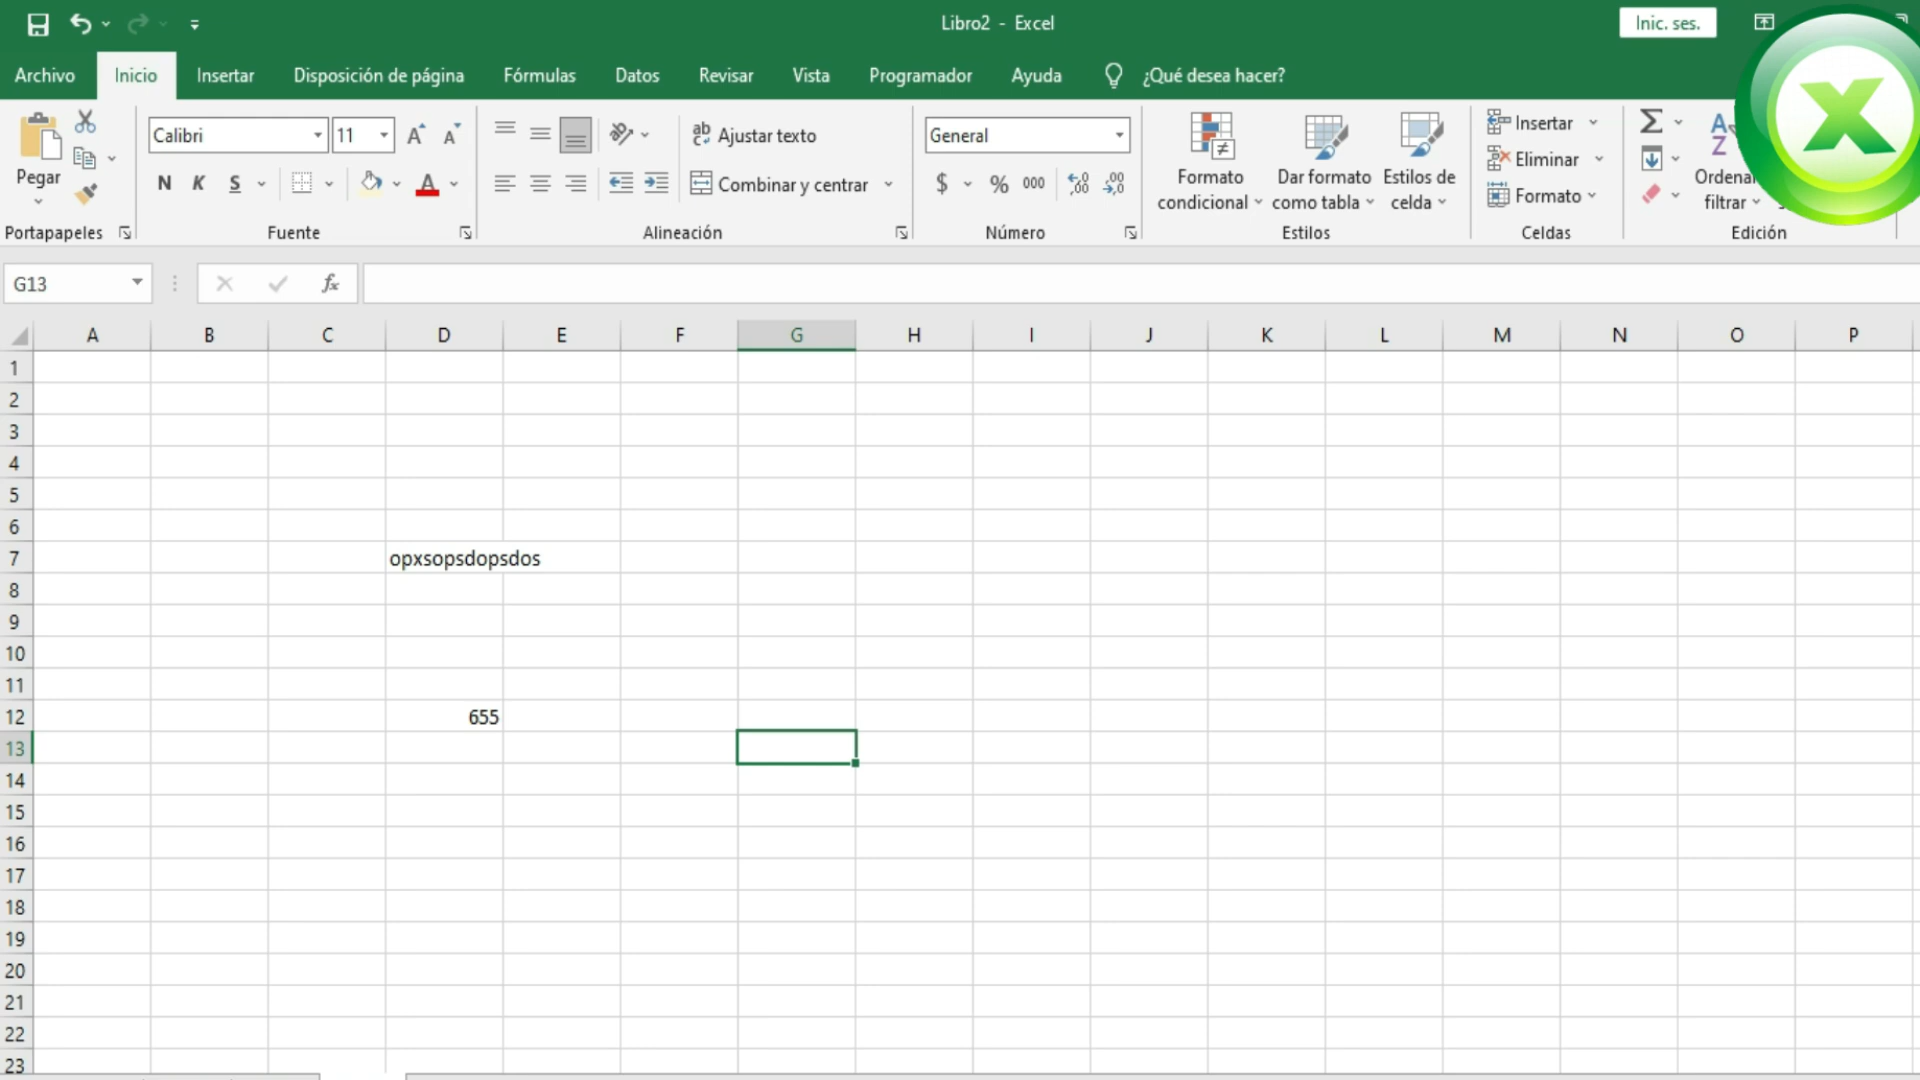 Libro2 - Excel
Inic. ses.
Archivo Inicio Insertar Disposición de página Fórmulas Datos Revisar Vista Programador Ayuda ¿Qué desea hacer?
Pegar
Portapapeles
Calibri 11
N K S
Fuente
ab Ajustar texto
Combinar y centrar
Alineación
General
$ % 000
Número
Formato condicional
Dar formato como tabla
Estilos de celda
Estilos
Insertar
Eliminar
Formato
Celdas
filtrar
Edición
G13
fx
A B C D E F G H I J K L M N O P
1
2
3
4
5
6
7 opxsopsdopsdos
8
9
10
11
12 655
13
14
15
16
17
18
19
20
21
22
23